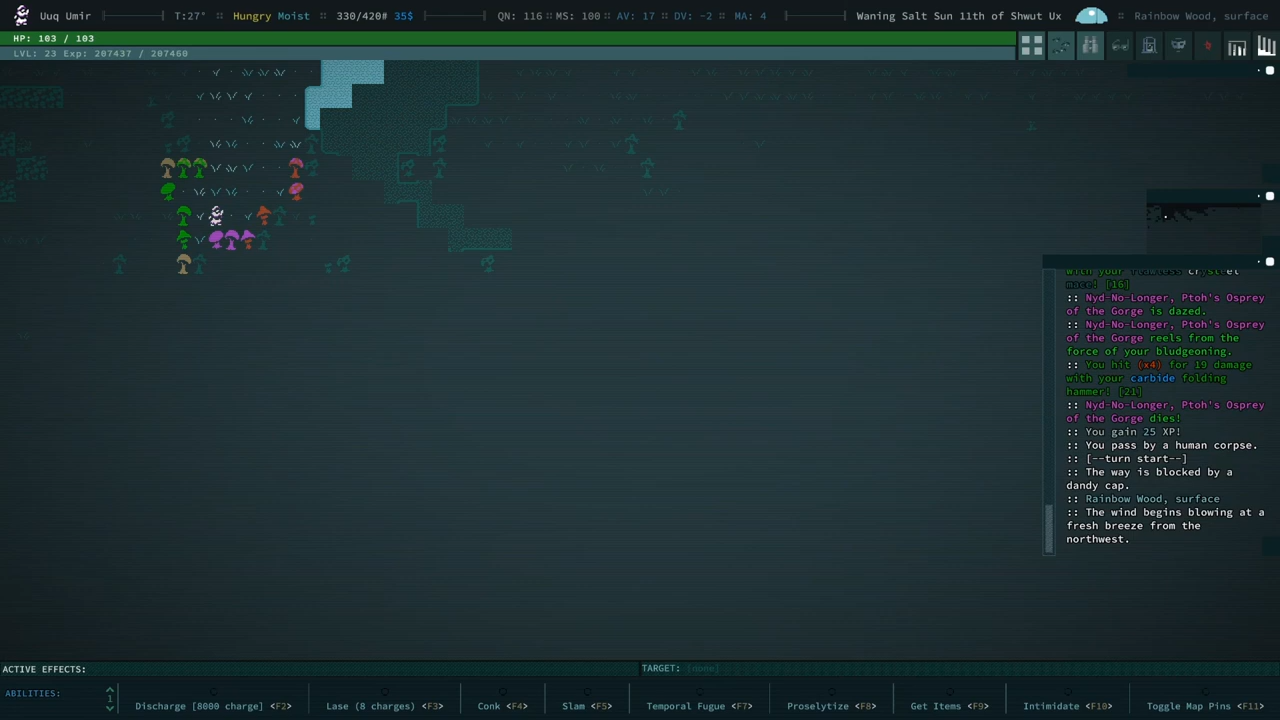 Uuq Umir T:27° Hungry Moist 330/420# 35$ QN: 116 MS: 100 AV: 17 DV: -2 MA: 4 Waning Salt Sun 11th of Shwut Ux Rainbow Wood, surface
HP: 103 / 103
LVL: 23 Exp: 207437 / 207460
with your flawless crysteel
mace! [16]
:: Nyd-No-Longer, Ptoh's Osprey
of the Gorge is dazed.
:: Nyd-No-Longer, Ptoh's Osprey
of the Gorge reels from the
force of your bludgeoning.
:: You hit (x4) for 19 damage
with your carbide folding
hammer! [21]
:: Nyd-No-Longer, Ptoh's Osprey
of the Gorge dies!
:: You gain 25 XP!
:: You pass by a human corpse.
:: [--turn start--]
:: The way is blocked by a
dandy cap.
:: Rainbow Wood, surface
:: The wind begins blowing at a
fresh breeze from the
northwest.
ACTIVE EFFECTS: TARGET: [none]
ABILITIES: 1 Discharge [8000 charge] <F2> Lase (8 charges) <F3> Conk <F4> Slam <F5> Temporal Fugue <F7> Proselytize <F8> Get Items <F9> Intimidate <F10> Toggle Map Pins <F11>